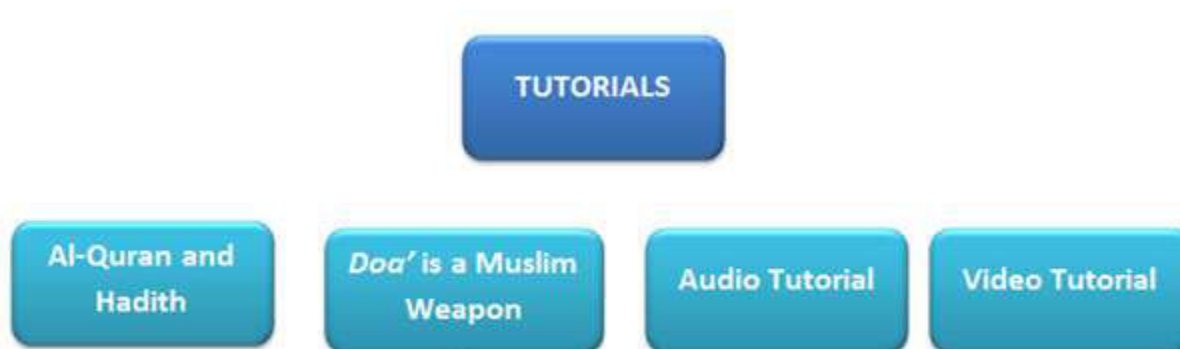 TUTORIALS
Al-Quran and
Hadith
Doa’ is a Muslim
Weapon
Audio Tutorial
Video Tutorial